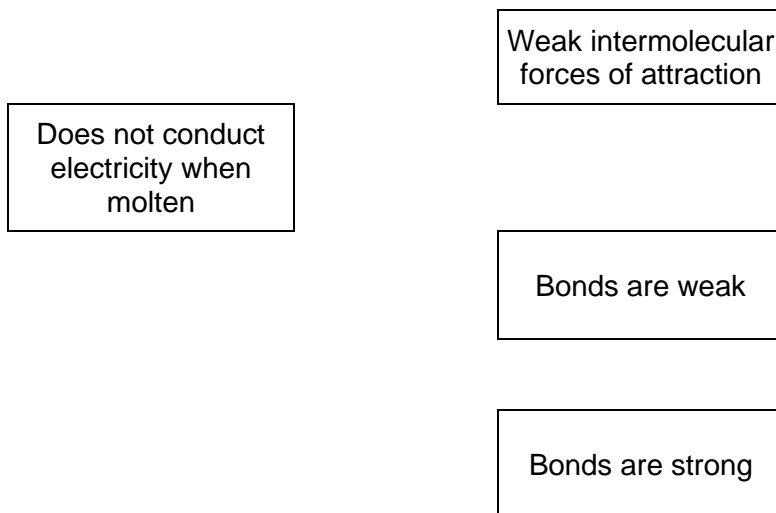 Weak intermolecular
forces of attraction
Does not conduct
electricity when
molten
Bonds are weak
Bonds are strong